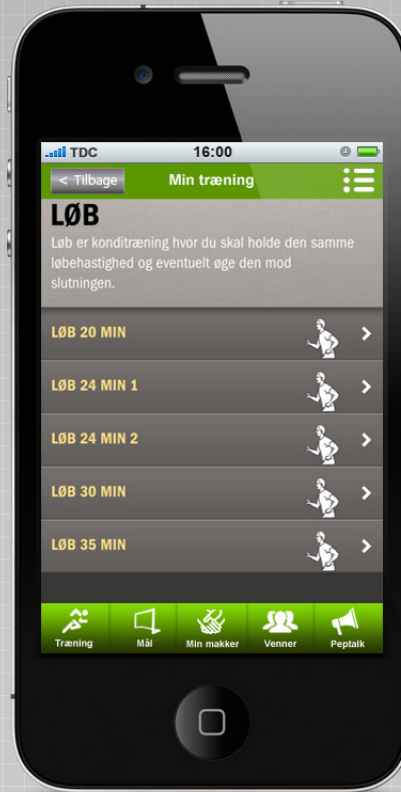 TDC 16:00
< Tilbage Min træning
LØB
Løb er konditræning hvor du skal holde den samme
løbehastighed og eventuelt øge den mod
slutningen.
LØB 20 MIN
LØB 24 MIN 1
LØB 24 MIN 2
LØB 30 MIN
LØB 35 MIN
Træning Mål Min makker Venner Peptalk